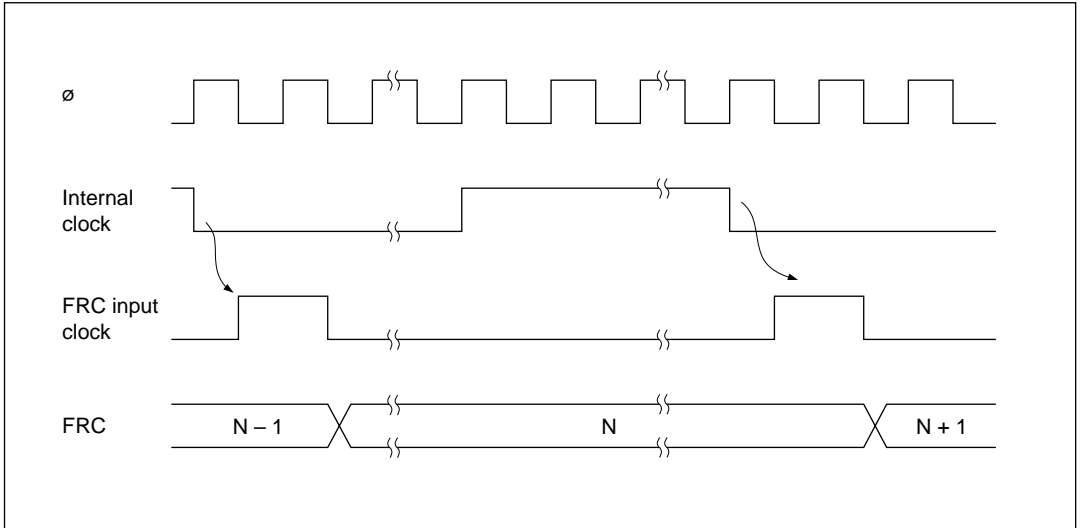 ø
Internal
clock
FRC input
clock
FRC
N – 1
N
N + 1